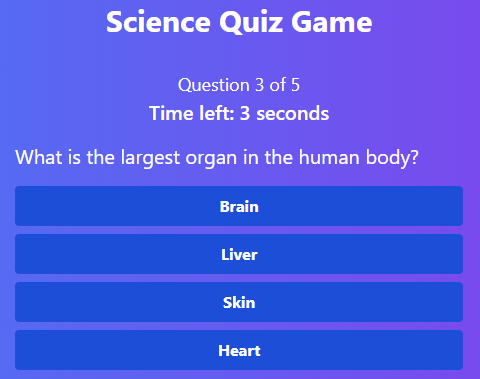 Science Quiz Game
Question 3 of 5
Time left: 3 seconds
What is the largest organ in the human body?
Brain
Liver
Skin
Heart